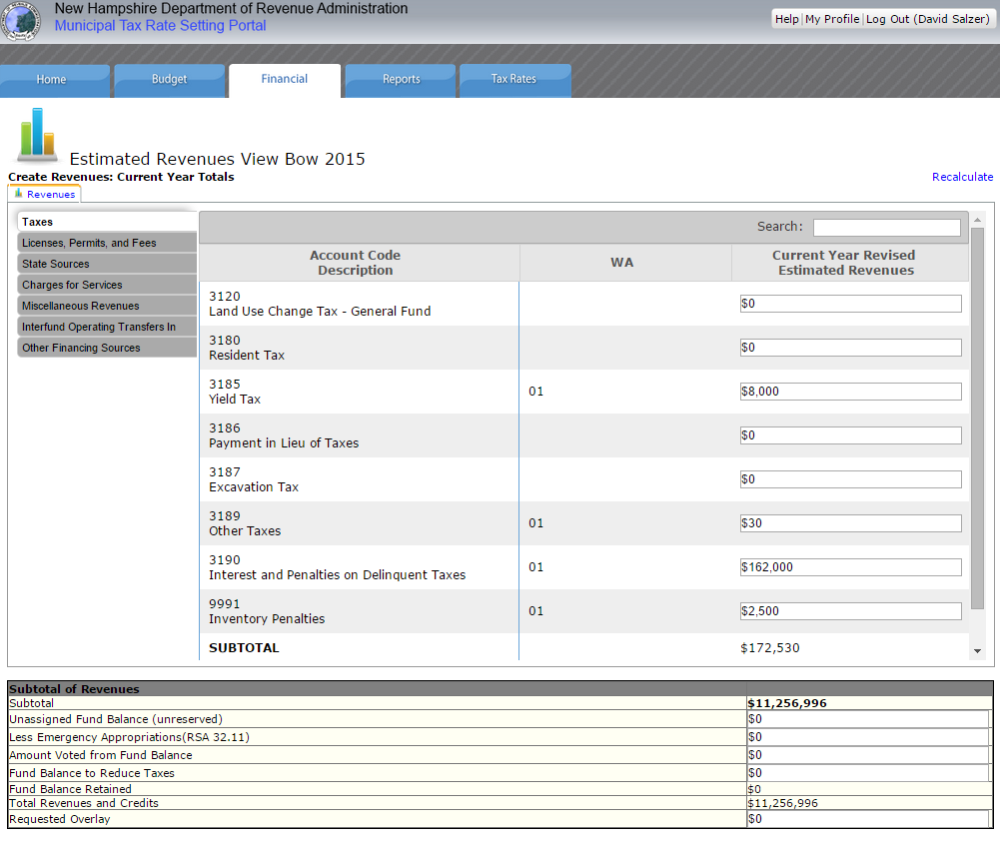 New Hampshire Department of Revenue Administration
Municipal Tax Rate Setting Portal
Help | My Profile | Log Out (David Salzer)
Home
Budget
Financial
Reports
Tax Rates
Estimated Revenues View Bow 2015
Create Revenues: Current Year Totals
Recalculate
Revenues
Taxes
Licenses, Permits, and Fees
State Sources
Charges for Services
Miscellaneous Revenues
Interfund Operating Transfers In
Other Financing Sources
Search:
Account Code
Description
WA
Current Year Revised
Estimated Revenues
3120
Land Use Change Tax - General Fund
$0
3180
Resident Tax
$0
3185
Yield Tax
01
$8,000
3186
Payment in Lieu of Taxes
$0
3187
Excavation Tax
$0
3189
Other Taxes
01
$30
3190
Interest and Penalties on Delinquent Taxes
01
$162,000
9991
Inventory Penalties
01
$2,500
SUBTOTAL
$172,530
Subtotal of Revenues
Subtotal
$11,256,996
Unassigned Fund Balance (unreserved)
$0
Less Emergency Appropriations(RSA 32.11)
$0
Amount Voted from Fund Balance
$0
Fund Balance to Reduce Taxes
$0
Fund Balance Retained
$0
Total Revenues and Credits
$11,256,996
Requested Overlay
$0